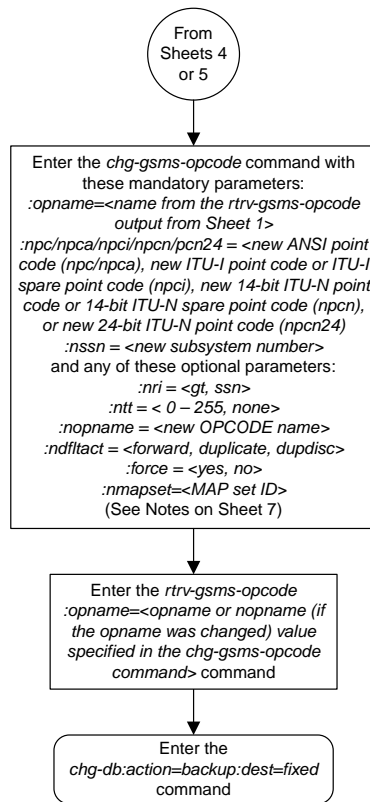 From
Sheets 4
or 5
Enter the chg-gsms-opcode command with
these mandatory parameters:
:opname=<name from the rtrv-gsms-opcode
output from Sheet 1>
:npc/npca/npci/npcn/pcn24 = <new ANSI point
code (npc/npca), new ITU-I point code or ITU-I
spare point code (npci), new 14-bit ITU-N point
code or 14-bit ITU-N spare point code (npcn),
or new 24-bit ITU-N point code (npcn24)
:nssn = <new subsystem number>
and any of these optional parameters:
:nri = <gt, ssn>
:ntt = < 0 – 255, none>
:nopname = <new OPCODE name>
:ndfltact = <forward, duplicate, dupdisc>
:force = <yes, no>
:nmapset=<MAP set ID>
(See Notes on Sheet 7)
Enter the rtrv-gsms-opcode
:opname=<opname or nopname (if
the opname was changed) value
specified in the chg-gsms-opcode
command> command
Enter the
chg-db:action=backup:dest=fixed
command